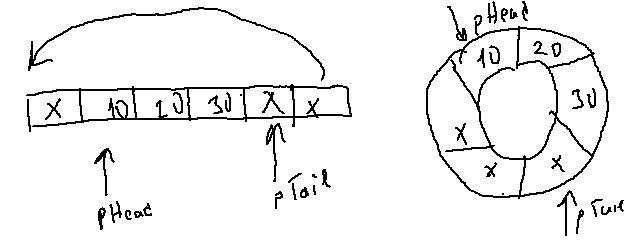 X 10 20 30 X X
pHead
pTail
pHead
10 20
30
X
X X
pTail